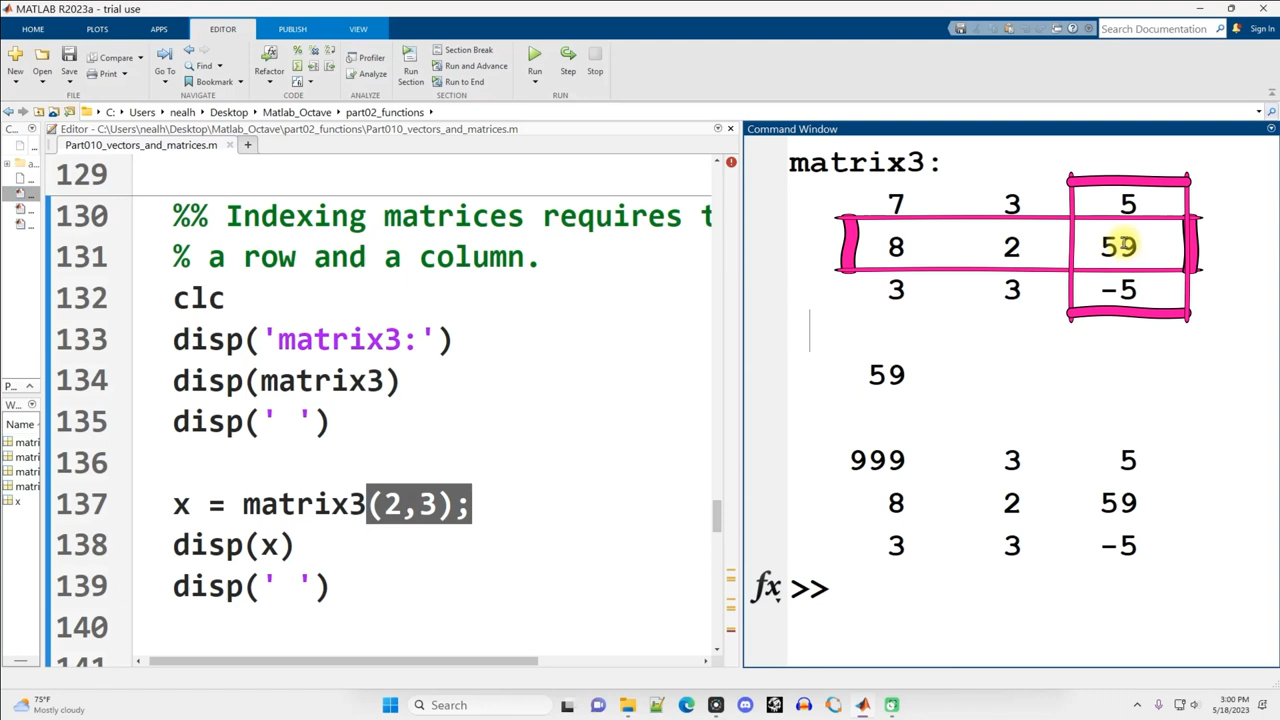 MATLAB R2023a - trial use
HOME PLOTS APPS EDITOR PUBLISH VIEW
Search Documentation
Sign In
New Open Save Compare Print Go To Find Bookmark Refactor Profiler Analyze Run Section Section Break Run and Advance Run to End Run Step Stop
FILE NAVIGATE CODE ANALYZE SECTION RUN
C: Users nealh Desktop Matlab_Octave part02_functions
C...
Editor - C:\Users\nealh\Desktop\Matlab_Octave\part02_functions\Part010_vectors_and_matrices.m
Part010_vectors_and_matrices.m
129
130 %% Indexing matrices requires t
131 % a row and a column.
132 clc
133 disp('matrix3:')
134 disp(matrix3)
135 disp(' ')
136
137 x = matrix3(2,3);
138 disp(x)
139 disp(' ')
140
141
P...
W...
Name
matri
matri
matri
matri
x
Command Window
matrix3:
7 3 5
8 2 59
3 3 -5
59
999 3 5
8 2 59
3 3 -5
fx >>
75°F
Mostly cloudy
Search
3:00 PM
5/18/2023